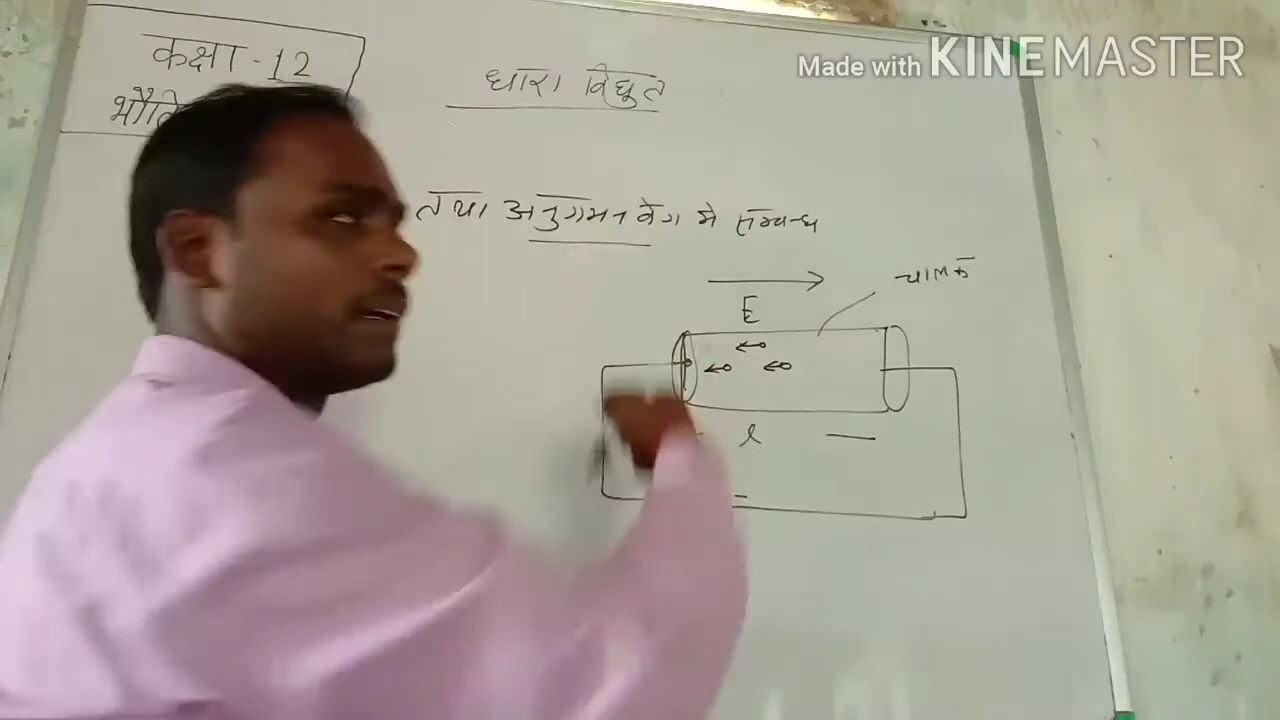 Made with KINEMASTER
कक्षा - 12
धारा विद्युत
भौति
तथा अनुगमन वेग मे सम्बन्ध
चालक
E
l